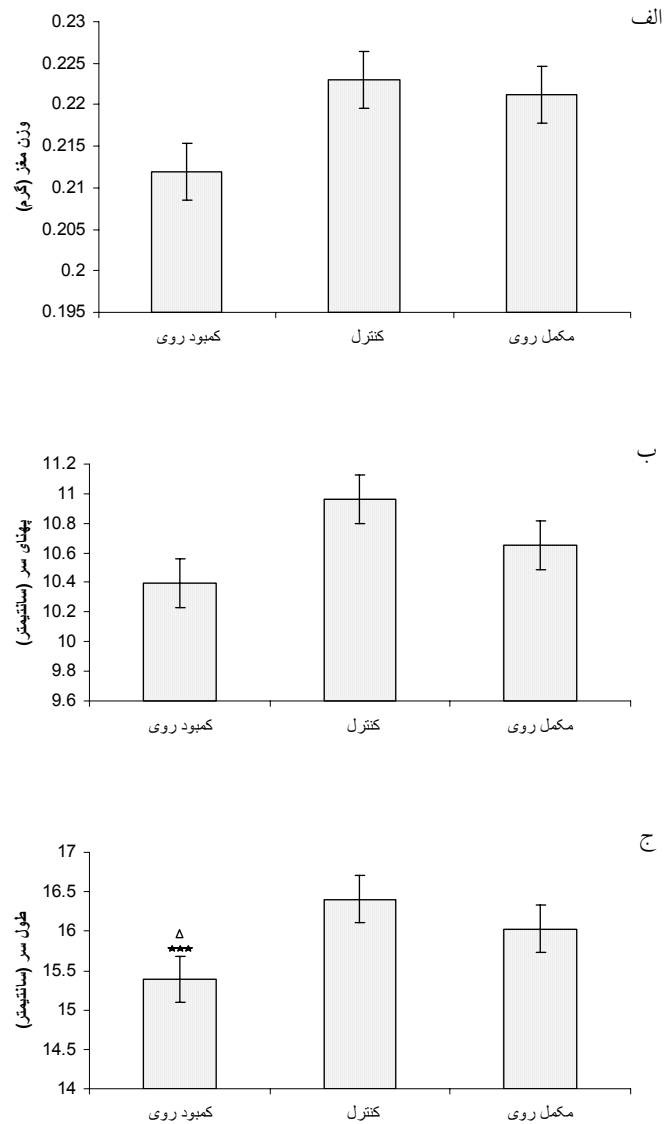 الف
وزن مغز (گرم)
0.23
0.225
0.22
0.215
0.21
0.205
0.2
0.195
کمبود روی
کنترل
مکمل روی
ب
پهنای سر (سانتیمتر)
11.2
11
10.8
10.6
10.4
10.2
10
9.8
9.6
کمبود روی
کنترل
مکمل روی
ج
طول سر (سانتیمتر)
17
16.5
16
15.5
15
14.5
14
Δ
★★★
کمبود روی
کنترل
مکمل روی